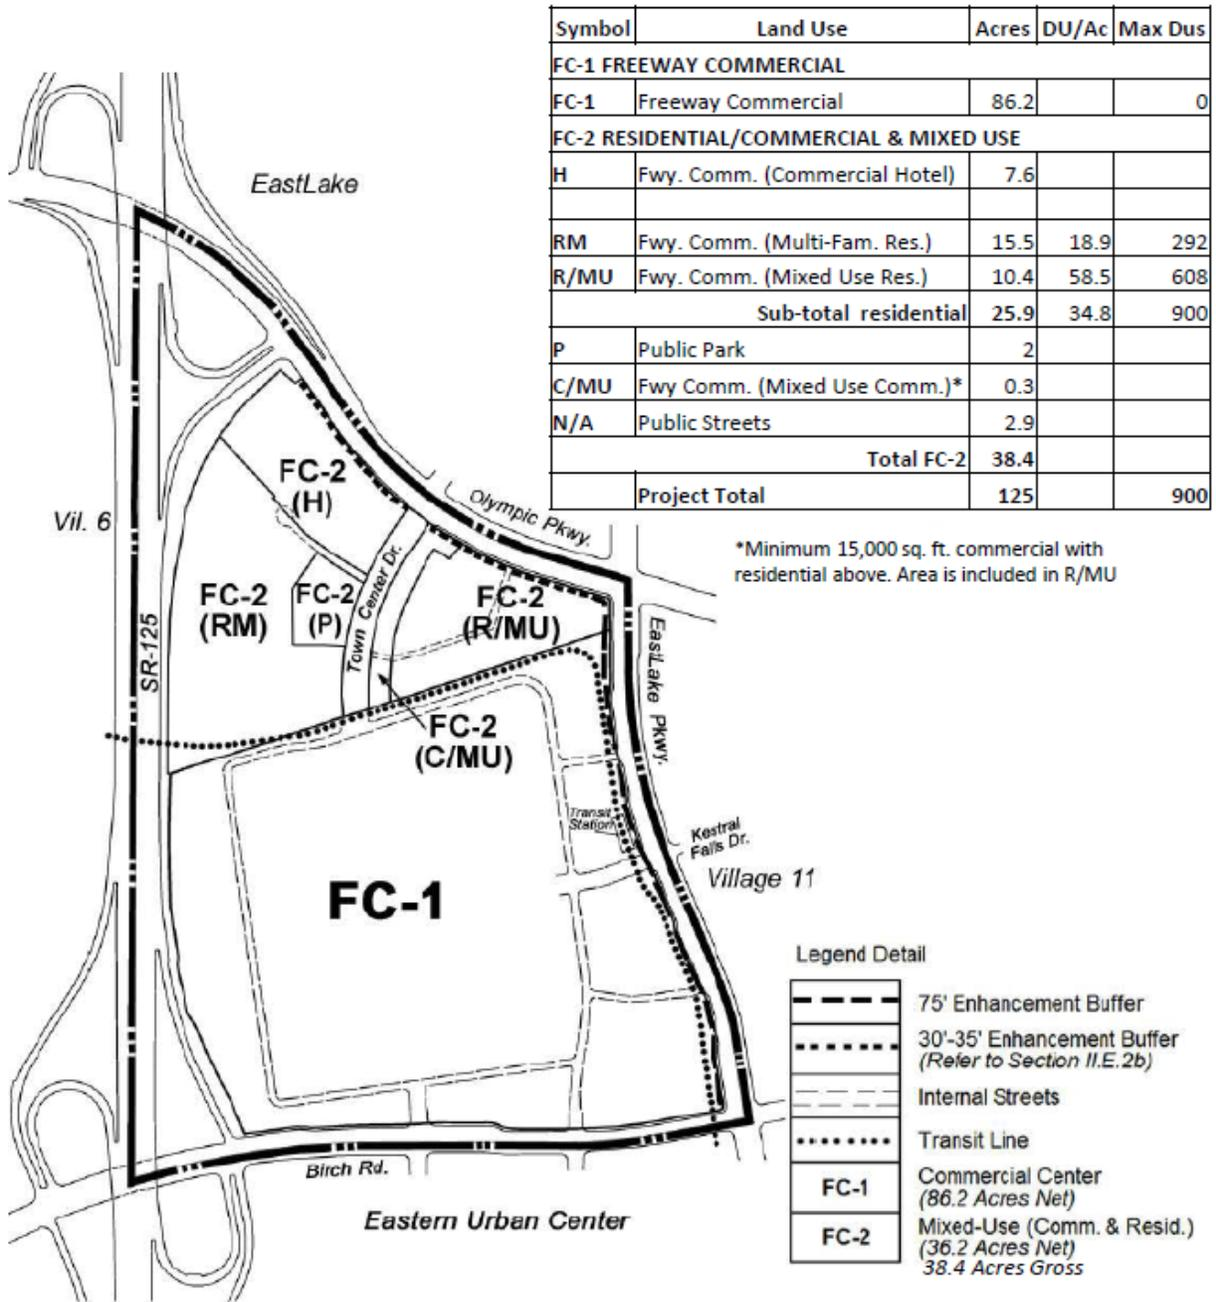 Symbol Land Use Acres DU/Ac Max Dus
FC-1 FREEWAY COMMERCIAL
FC-1 Freeway Commercial 86.2 0
FC-2 RESIDENTIAL/COMMERCIAL & MIXED USE
H Fwy. Comm. (Commercial Hotel) 7.6
RM Fwy. Comm. (Multi-Fam. Res.) 15.5 18.9 292
R/MU Fwy. Comm. (Mixed Use Res.) 10.4 58.5 608
Sub-total residential 25.9 34.8 900
P Public Park 2
C/MU Fwy Comm. (Mixed Use Comm.)* 0.3
N/A Public Streets 2.9
Total FC-2 38.4
Project Total 125 900
*Minimum 15,000 sq. ft. commercial with
residential above. Area is included in R/MU
EastLake
Olympic Pkwy.
Vil. 6
SR-125
FC-2
(H)
FC-2
(RM)
FC-2
(P)
Town Center Dr.
FC-2
(R/MU)
FC-2
(C/MU)
EastLake Pkwy.
Transit
Station
Kestral
Falls Dr.
Village 11
FC-1
Birch Rd.
Eastern Urban Center
Legend Detail
75' Enhancement Buffer
30'-35' Enhancement Buffer
(Refer to Section II.E.2b)
Internal Streets
Transit Line
FC-1 Commercial Center
(86.2 Acres Net)
FC-2 Mixed-Use (Comm. & Resid.)
(36.2 Acres Net)
38.4 Acres Gross